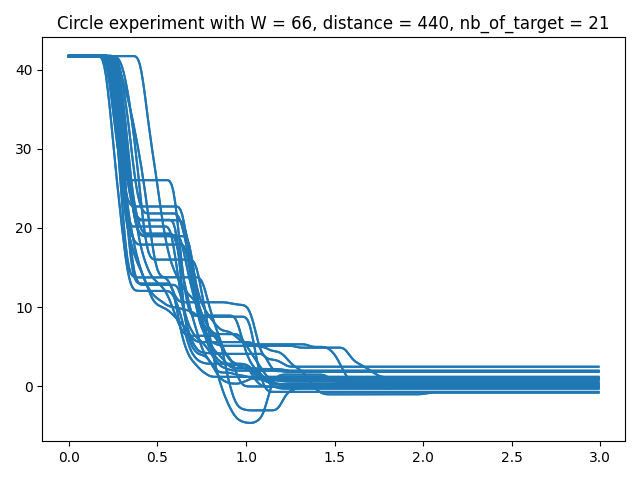 Circle experiment with W = 66, distance = 440, nb_of_target = 21
40
30
20
10
0
0.0 0.5 1.0 1.5 2.0 2.5 3.0